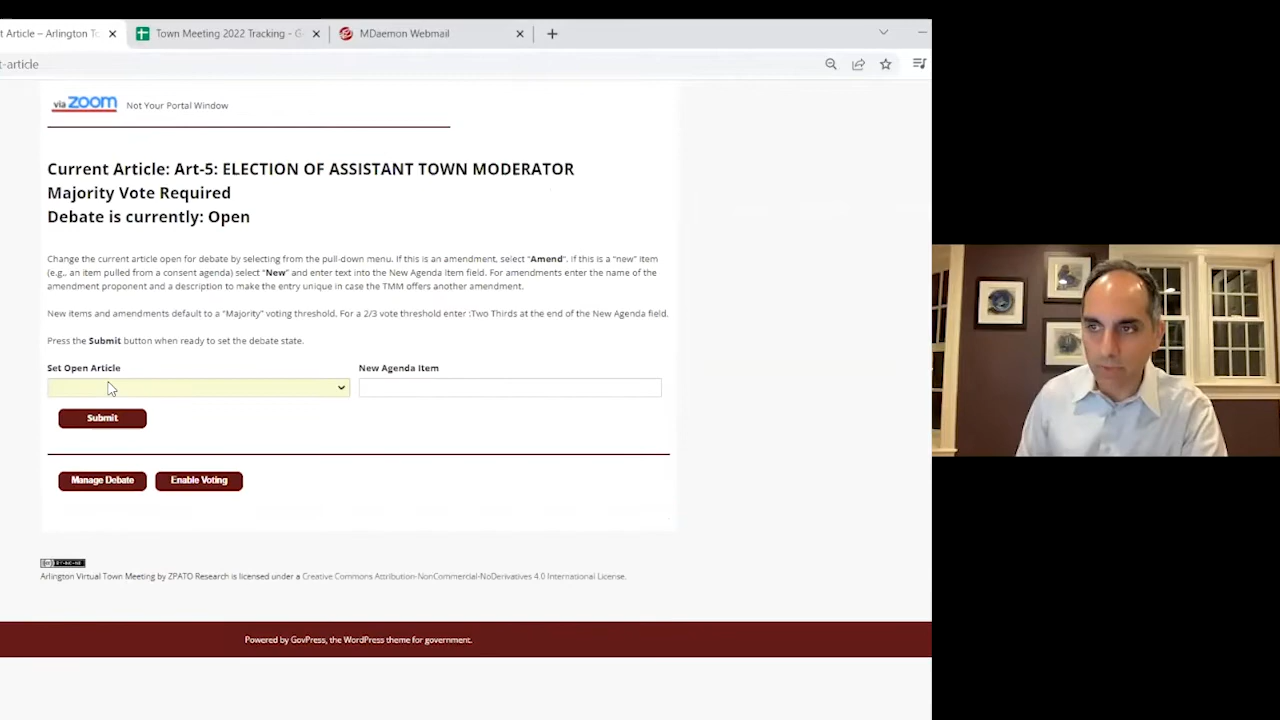 t Article – Arlington To
Town Meeting 2022 Tracking - G
MDaemon Webmail
t-article
via zoom
Not Your Portal Window
Current Article: Art-5: ELECTION OF ASSISTANT TOWN MODERATOR
Majority Vote Required
Debate is currently: Open
Change the current article open for debate by selecting from the pull-down menu. If this is an amendment, select "Amend". If this is a "new" item
(e.g., an item pulled from a consent agenda) select "New" and enter text into the New Agenda Item field. For amendments enter the name of the
amendment proponent and a description to make the entry unique in case the TMM offers another amendment.
New items and amendments default to a "Majority" voting threshold. For a 2/3 vote threshold enter :Two Thirds at the end of the New Agenda field.
Press the Submit button when ready to set the debate state.
Set Open Article
New Agenda Item
Submit
Manage Debate
Enable Voting
Arlington Virtual Town Meeting by ZPATO Research is licensed under a Creative Commons Attribution-NonCommercial-NoDerivatives 4.0 International License.
Powered by GovPress, the WordPress theme for government.